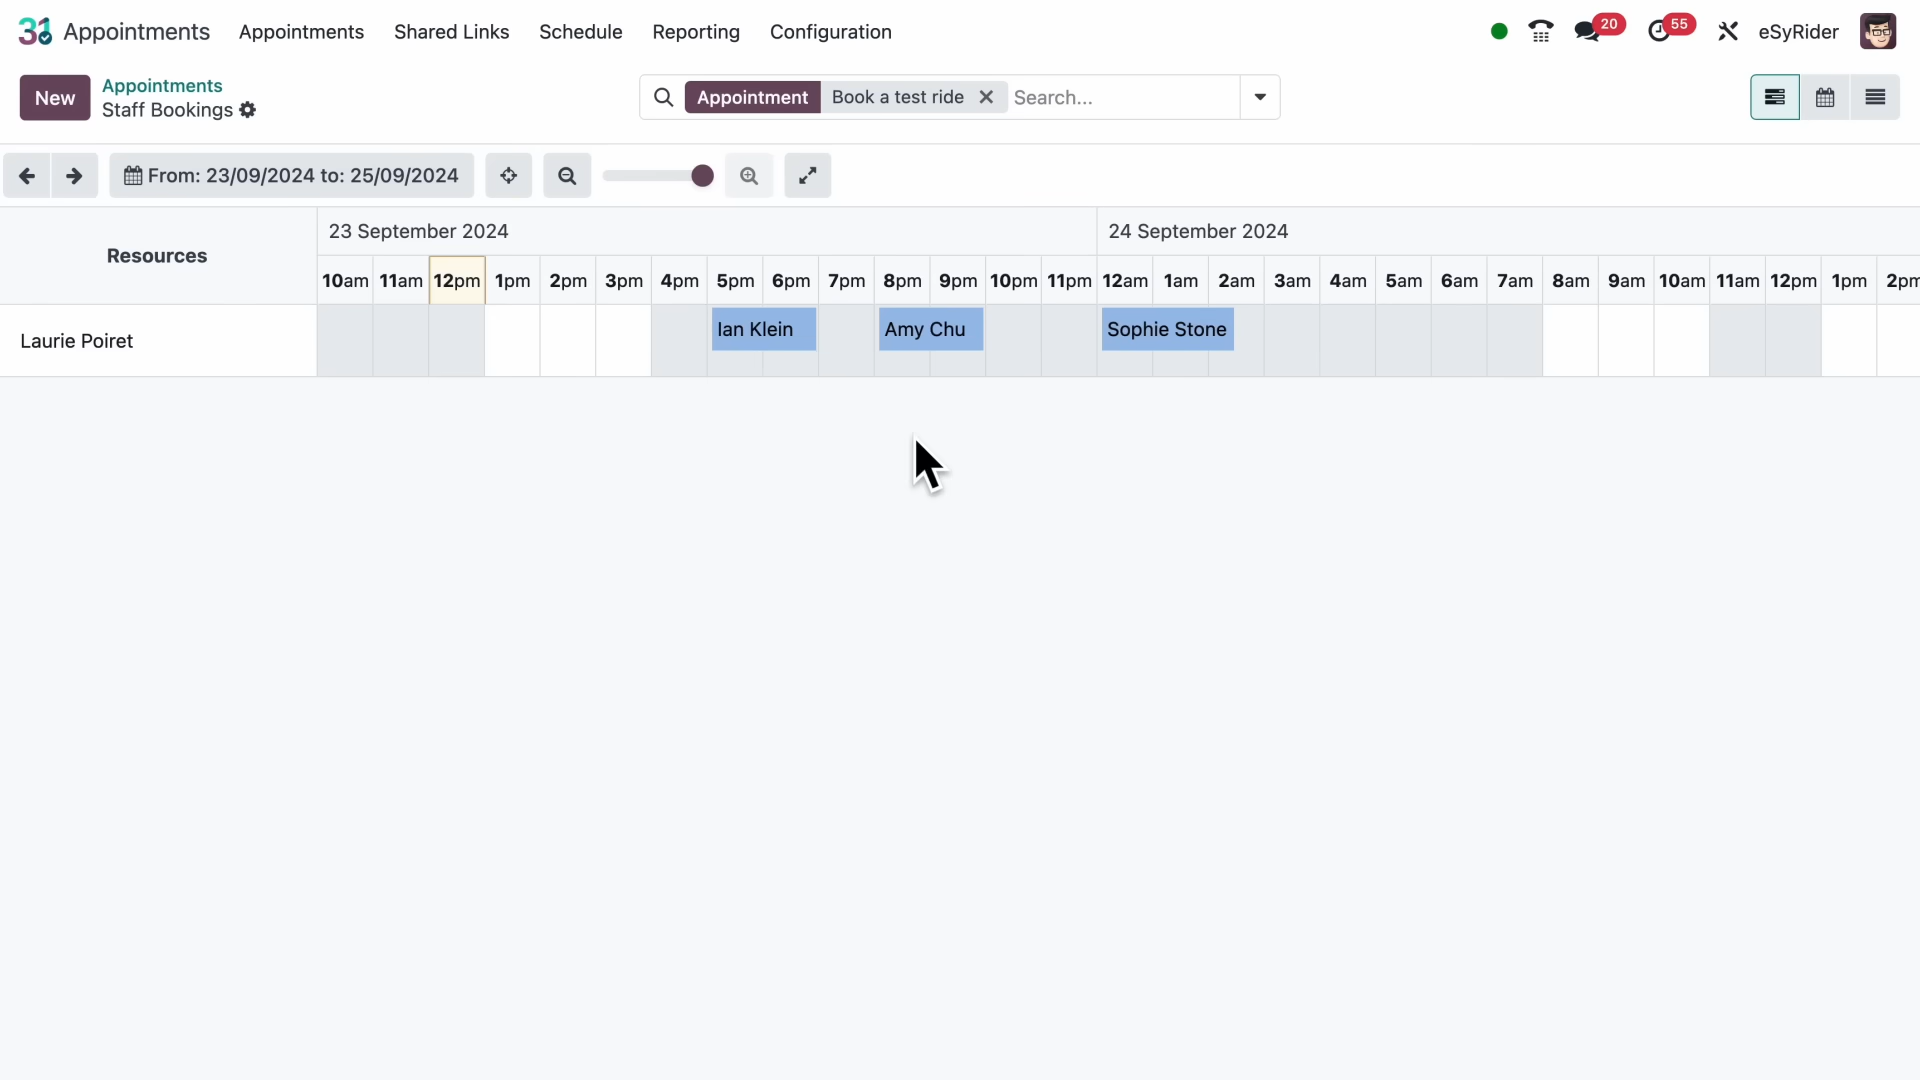 31 Appointments Appointments Shared Links Schedule Reporting Configuration 20 55 eSyRider
New Appointments
Staff Bookings
Appointment Book a test ride Search...
From: 23/09/2024 to: 25/09/2024
Resources
23 September 2024 24 September 2024
10am 11am 12pm 1pm 2pm 3pm 4pm 5pm 6pm 7pm 8pm 9pm 10pm 11pm 12am 1am 2am 3am 4am 5am 6am 7am 8am 9am 10am 11am 12pm 1pm 2pm
Laurie Poiret Ian Klein Amy Chu Sophie Stone